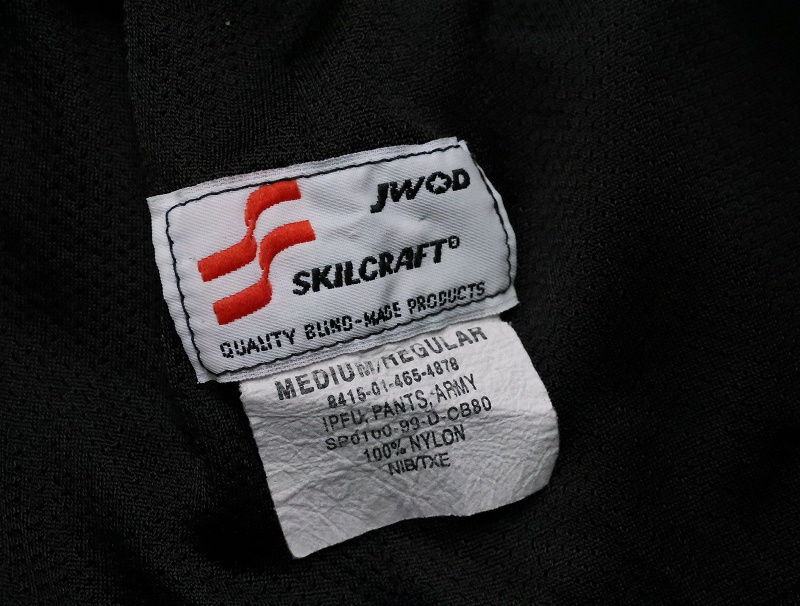 JWOD
SKILCRAFT®
QUALITY BLIND-MADE PRODUCTS
MEDIUM/REGULAR
8415-01-465-4878
IPFU, PANTS, ARMY
SP0100-99-D-CB80
100% NYLON
NIB/TXE